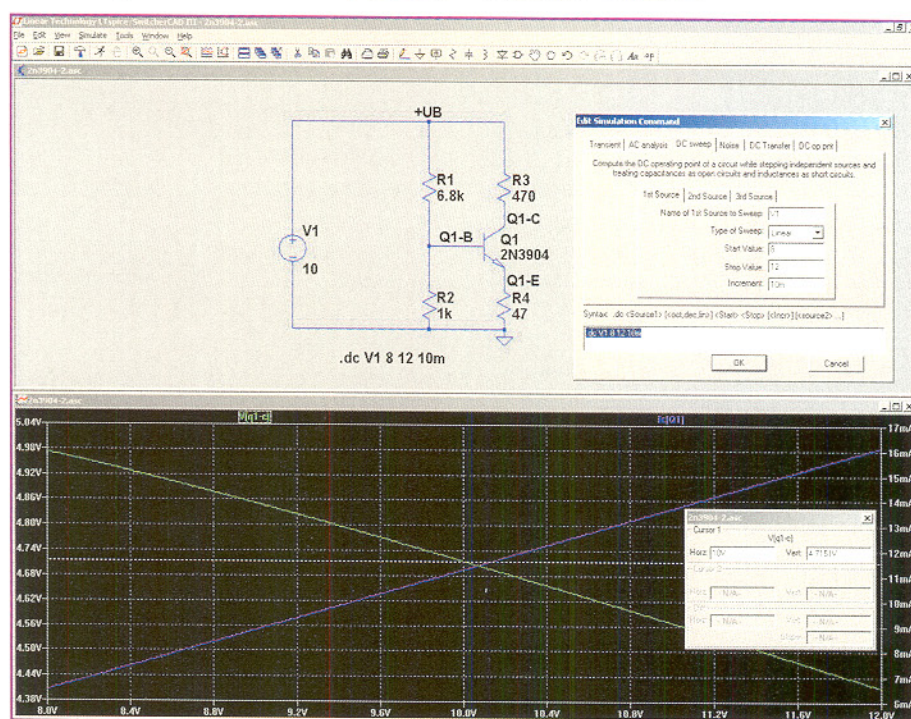 Linear Technology LTspice/SwitcherCAD III - 2n3904-2.asc
File Edit View Simulate Tools Window Help
2n3904-2.asc
+UB
R1
6.8k
R3
470
Q1-C
V1
10
Q1-B
Q1
2N3904
Q1-E
R2
1k
R4
47
.dc V1 8 12 10m
Edit Simulation Command
Transient AC analysis DC sweep Noise DC Transfer DC op pnt
Compute the DC operating point of a circuit while stepping independent sources and
treating capacitances as open circuits and inductances as short circuits.
1st Source 2nd Source 3rd Source
Name of 1st Source to Sweep: V1
Type of Sweep: Linear
Start Value: 8
Stop Value: 12
Increment: 10m
Syntax: .dc <Source1> [<oct,dec,lin>] <Start> <Stop> [<Incr>] [<source2> ...]
.dc V1 8 12 10m
OK Cancel
2n3904-2.asc
V[q1-c] Ic[Q1]
5.04V
4.98V
4.92V
4.86V
4.80V
4.74V
4.68V
4.62V
4.56V
4.50V
4.44V
4.38V
17mA
16mA
15mA
14mA
13mA
12mA
11mA
10mA
9mA
8mA
7mA
6mA
8.0V 8.4V 8.8V 9.2V 9.6V 10.0V 10.4V 10.8V 11.2V 11.6V 12.0V
2n3904-2.asc
Cursor 1
V[q1-c]
Horz: 10V Vert: 4.7153V
Cursor 2
Horz: - N/A- Vert: - N/A-
Diff
Horz: - N/A- Vert: - N/A-
Slope: - N/A-